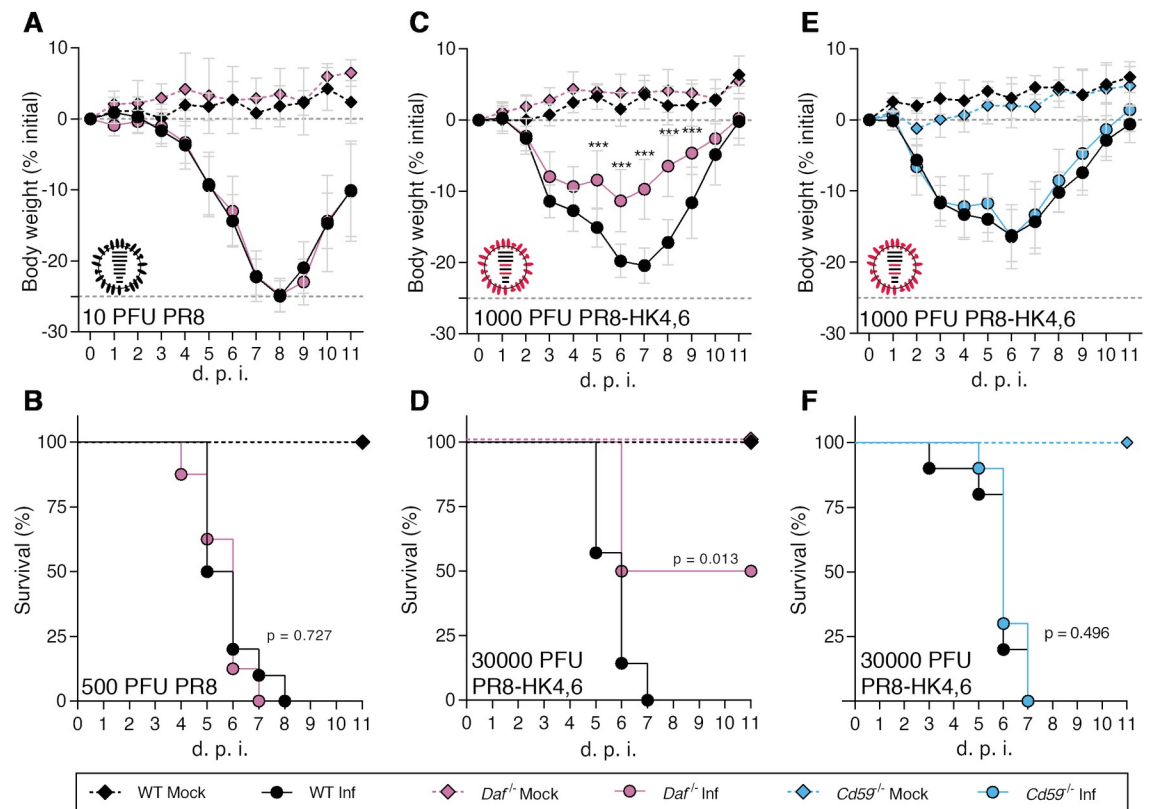 A
Body weight (% initial)
10
0
-10
-20
-30
10 PFU PR8
0 1 2 3 4 5 6 7 8 9 10 11
d. p. i.
C
Body weight (% initial)
10
0
-10
-20
-30
***
***
***
*** ***
1000 PFU PR8-HK4,6
0 1 2 3 4 5 6 7 8 9 10 11
d. p. i.
E
Body weight (% initial)
10
0
-10
-20
-30
1000 PFU PR8-HK4,6
0 1 2 3 4 5 6 7 8 9 10 11
d. p. i.
B
Survival (%)
100
75
50
25
0
p = 0.727
500 PFU PR8
0 1 2 3 4 5 6 7 8 9 10 11
d. p. i.
D
Survival (%)
100
75
50
25
0
p = 0.013
30000 PFU
PR8-HK4,6
0 1 2 3 4 5 6 7 8 9 10 11
d. p. i.
F
Survival (%)
100
75
50
25
0
p = 0.496
30000 PFU
PR8-HK4,6
0 1 2 3 4 5 6 7 8 9 10 11
d. p. i.
WT Mock WT Inf Daf-/- Mock Daf-/- Inf Cd59-/- Mock Cd59-/- Inf